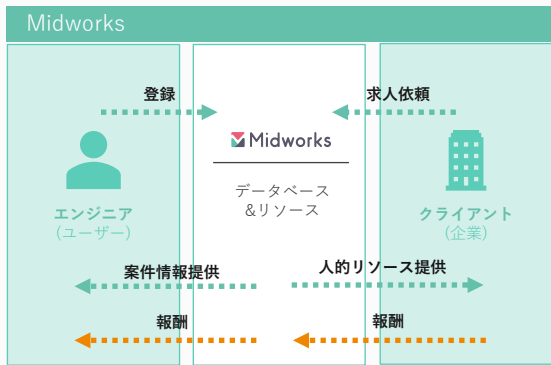 Midworks
登録
求人依頼
Midworks
データベース
&リソース
エンジニア
(ユーザー)
クライアント
(企業)
案件情報提供
人的リソース提供
報酬
報酬